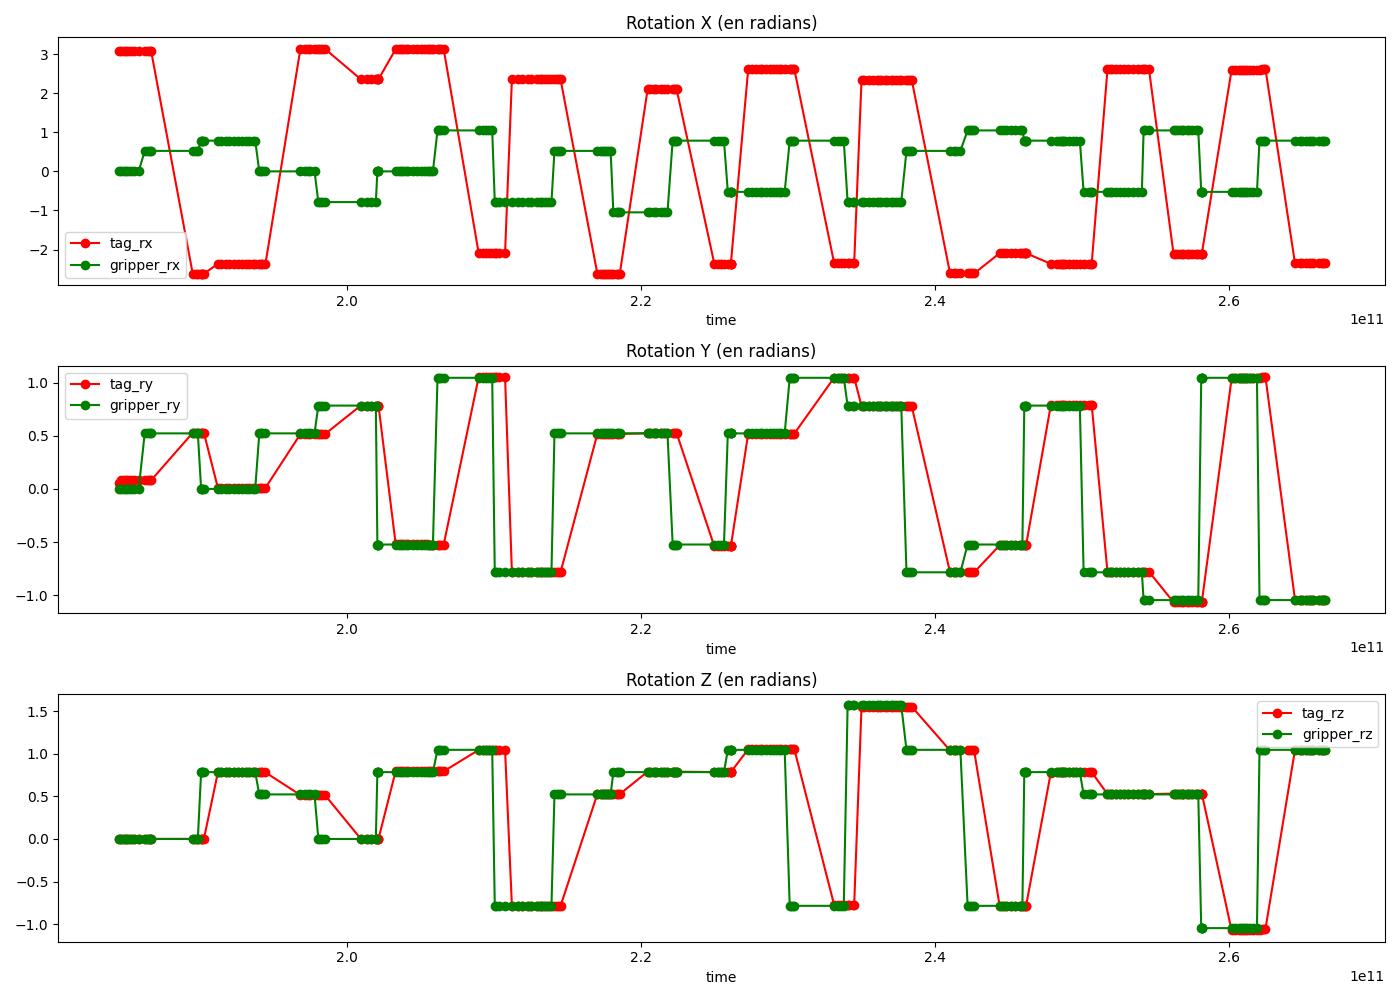 Rotation X (en radians)
3
2
1
0
−1
−2
tag_rx
gripper_rx
2.0
2.2
2.4
2.6
1e11
time
Rotation Y (en radians)
1.0
0.5
0.0
−0.5
−1.0
tag_ry
gripper_ry
2.0
2.2
2.4
2.6
1e11
time
Rotation Z (en radians)
1.5
1.0
0.5
0.0
−0.5
−1.0
tag_rz
gripper_rz
2.0
2.2
2.4
2.6
1e11
time